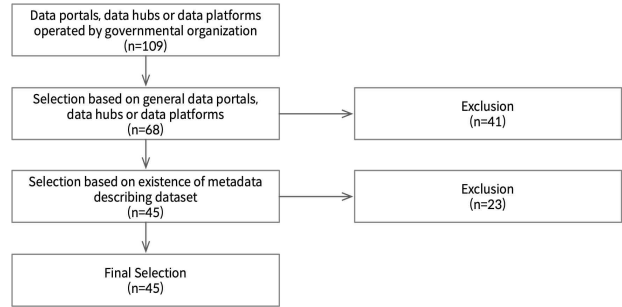 Data portals, data hubs or data platforms
operated by governmental organization
(n=109)
Selection based on general data portals,
data hubs or data platforms
(n=68)
Exclusion
(n=41)
Selection based on existence of metadata
describing dataset
(n=45)
Exclusion
(n=23)
Final Selection
(n=45)